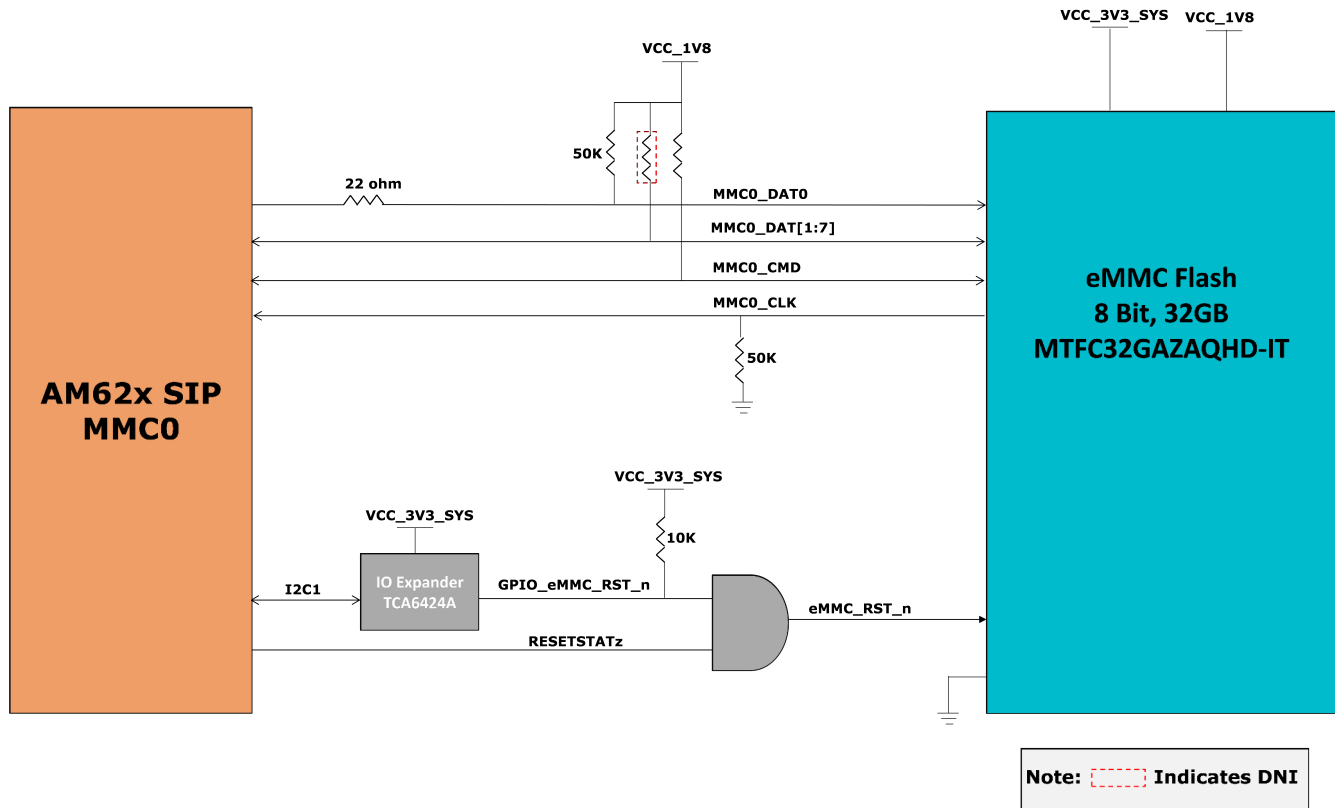 VCC_3V3_SYS
VCC_1V8
VCC_1V8
50K
22 ohm
MMC0_DAT0
MMC0_DAT[1:7]
MMC0_CMD
MMC0_CLK
50K
AM62x SIP
MMC0
eMMC Flash
8 Bit, 32GB
MTFC32GAZAQHD-IT
VCC_3V3_SYS
10K
VCC_3V3_SYS
IO Expander
TCA6424A
I2C1
GPIO_eMMC_RST_n
eMMC_RST_n
RESETSTATz
Note:
Indicates DNI